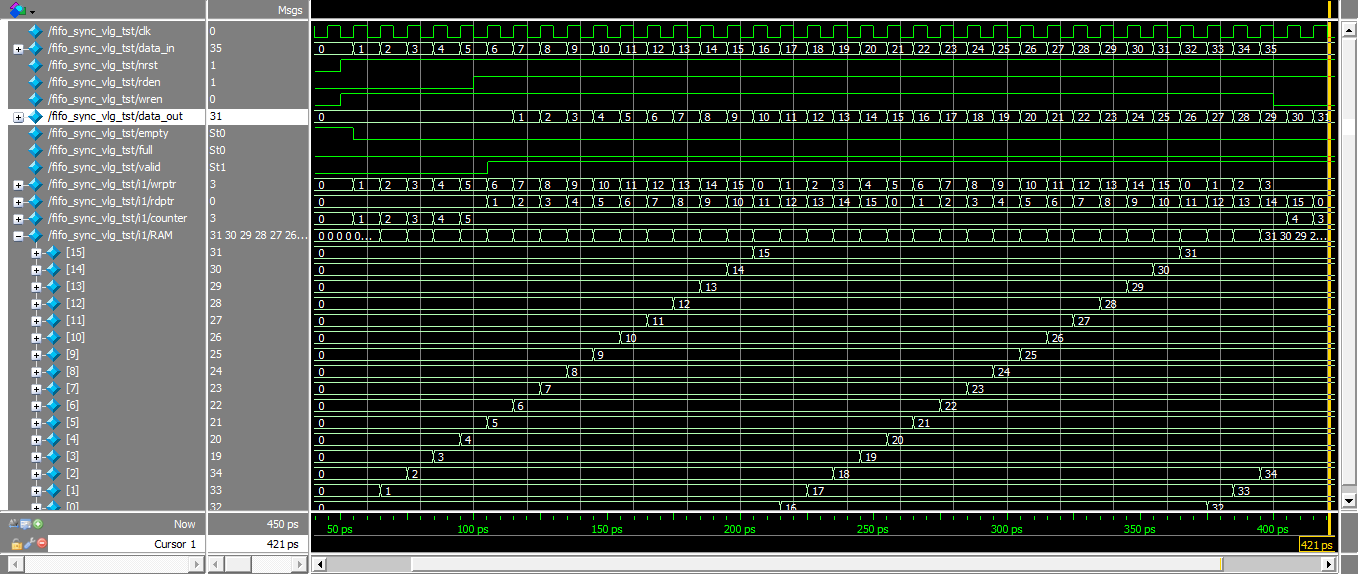 Msgs
/fifo_sync_vlg_tst/clk 0
/fifo_sync_vlg_tst/data_in 35 0 1 2 3 4 5 6 7 8 9 10 11 12 13 14 15 16 17 18 19 20 21 22 23 24 25 26 27 28 29 30 31 32 33 34 35
/fifo_sync_vlg_tst/nrst 1
/fifo_sync_vlg_tst/rden 1
/fifo_sync_vlg_tst/wren 0
/fifo_sync_vlg_tst/data_out 31 0 1 2 3 4 5 6 7 8 9 10 11 12 13 14 15 16 17 18 19 20 21 22 23 24 25 26 27 28 29 30 31
/fifo_sync_vlg_tst/empty St0
/fifo_sync_vlg_tst/full St0
/fifo_sync_vlg_tst/valid St1
/fifo_sync_vlg_tst/i1/wrptr 3 0 1 2 3 4 5 6 7 8 9 10 11 12 13 14 15 0 1 2 3 4 5 6 7 8 9 10 11 12 13 14 15 0 1 2 3
/fifo_sync_vlg_tst/i1/rdptr 0 0 1 2 3 4 5 6 7 8 9 10 11 12 13 14 15 0 1 2 3 4 5 6 7 8 9 10 11 12 13 14 15 0
/fifo_sync_vlg_tst/i1/counter 3 0 1 2 3 4 5 4 3
/fifo_sync_vlg_tst/i1/RAM 31 30 29 28 27 26... 0 0 0 0 0... 31 30 29 2...
[15] 31 0 15 31
[14] 30 0 14 30
[13] 29 0 13 29
[12] 28 0 12 28
[11] 27 0 11 27
[10] 26 0 10 26
[9] 25 0 9 25
[8] 24 0 8 24
[7] 23 0 7 23
[6] 22 0 6 22
[5] 21 0 5 21
[4] 20 0 4 20
[3] 19 0 3 19
[2] 34 0 2 18 34
[1] 33 0 1 17 33
[0] 32 0 16 32
Now 450 ps 50 ps 100 ps 150 ps 200 ps 250 ps 300 ps 350 ps 400 ps
Cursor 1 421 ps 421 ps